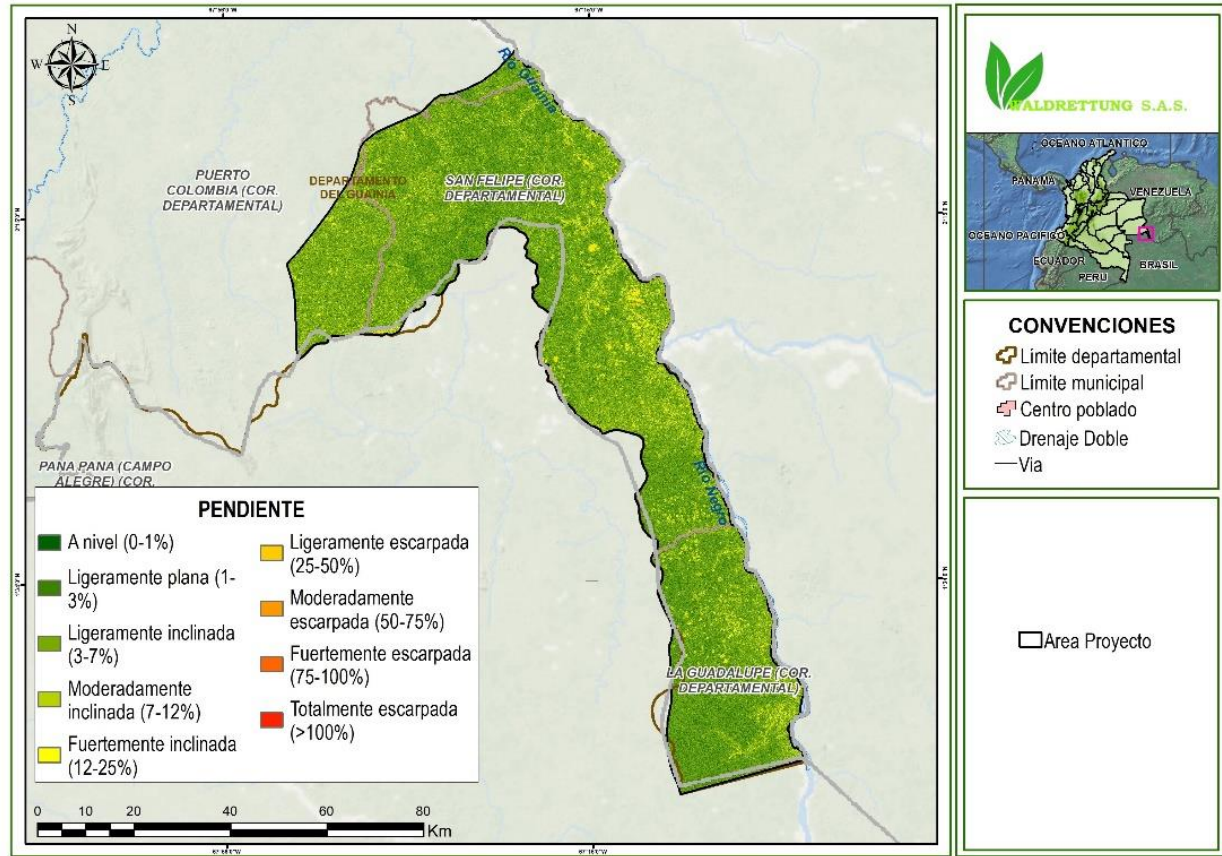 N
W
E
S
Río Guainía
PUERTO
COLOMBIA (COR.
DEPARTAMENTAL)
DEPARTAMENTO
DEL GUAINÍA
SAN FELIPE (COR.
DEPARTAMENTAL)
PANA PANA (CAMPO
ALEGRE) (COR.
Río Negro
LA GUADALUPE (COR.
DEPARTAMENTAL)
PENDIENTE
A nivel (0-1%)
Ligeramente plana (1-
3%)
Ligeramente inclinada
(3-7%)
Moderadamente
inclinada (7-12%)
Fuertemente inclinada
(12-25%)
Ligeramente escarpada
(25-50%)
Moderadamente
escarpada (50-75%)
Fuertemente escarpada
(75-100%)
Totalmente escarpada
(>100%)
0 10 20 40 60 80
Km
WALDRETTUNG S.A.S.
OCEANO ATLANTICO
PANAMA
VENEZUELA
OCEANO PACIFICO
ECUADOR
BRASIL
PERU
CONVENCIONES
Límite departamental
Límite municipal
Centro poblado
Drenaje Doble
Via
Area Proyecto